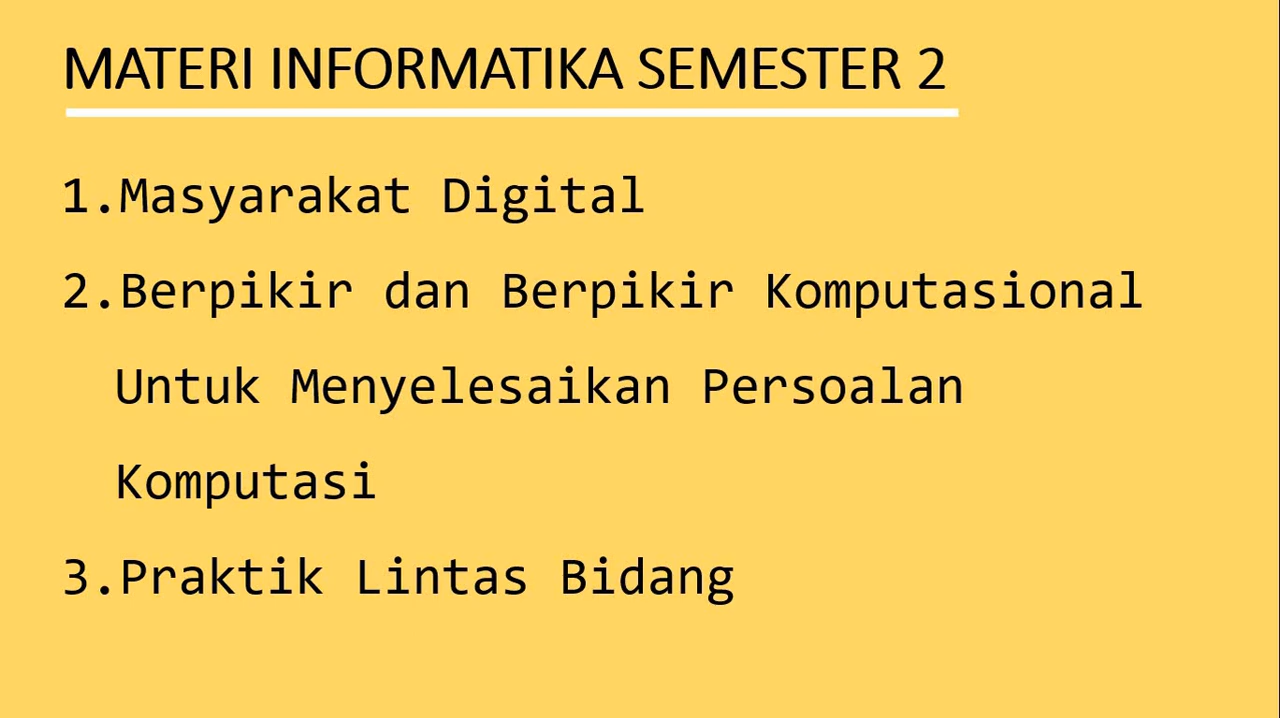 MATERI INFORMATIKA SEMESTER 2
1.Masyarakat Digital
2.Berpikir dan Berpikir Komputasional
Untuk Menyelesaikan Persoalan
Komputasi
3.Praktik Lintas Bidang